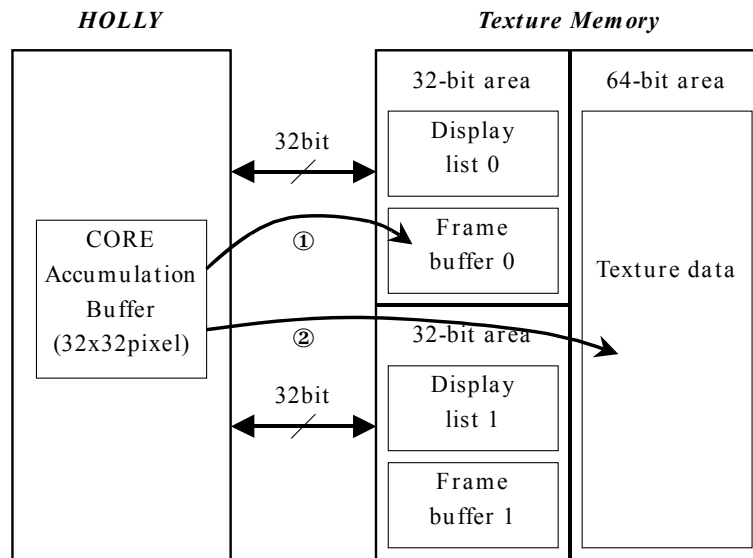 HOLLY
Texture Memory
32-bit area
64-bit area
32bit
Display
list 0
CORE
Accumulation
Buffer
(32x32pixel)
①
Frame
buffer 0
Texture data
②
32-bit area
32bit
Display
list 1
Frame
buffer 1